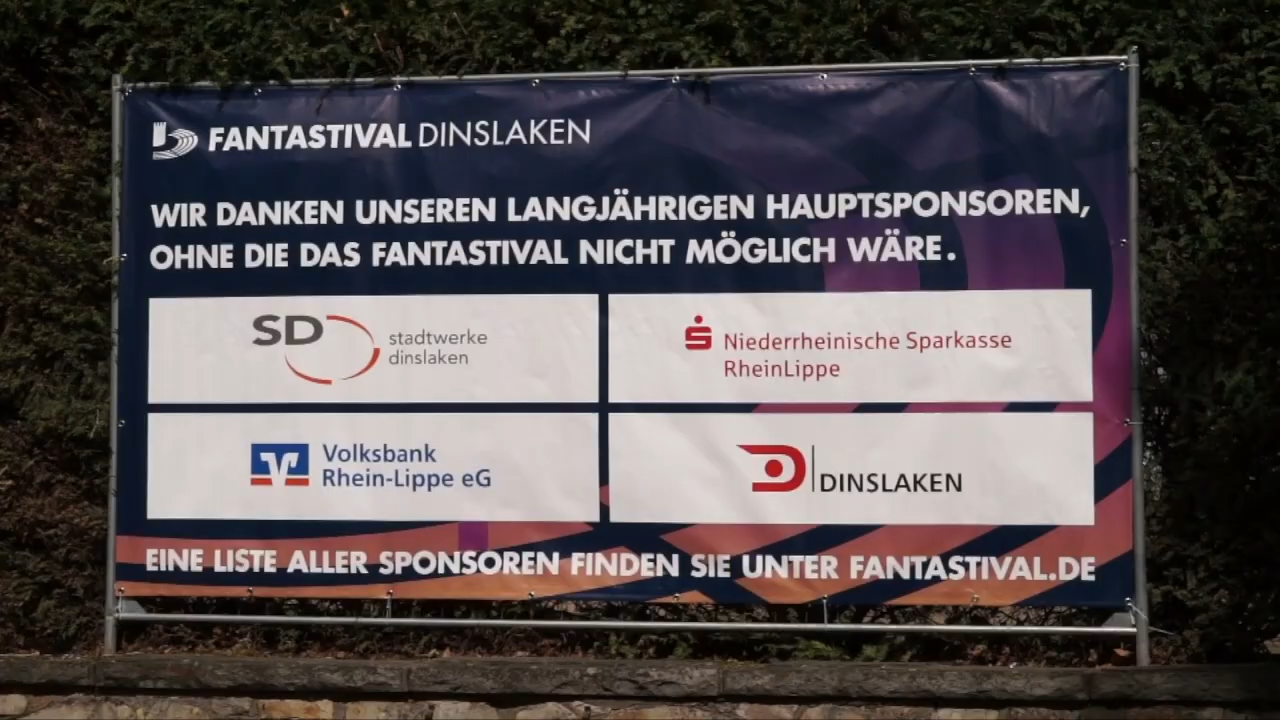 FANTASTIVAL DINSLAKEN
WIR DANKEN UNSEREN LANGJÄHRIGEN HAUPTSPONSOREN,
OHNE DIE DAS FANTASTIVAL NICHT MÖGLICH WÄRE.
SD stadtwerke
dinslaken
Niederrheinische Sparkasse
RheinLippe
Volksbank
Rhein-Lippe eG
DINSLAKEN
EINE LISTE ALLER SPONSOREN FINDEN SIE UNTER FANTASTIVAL.DE